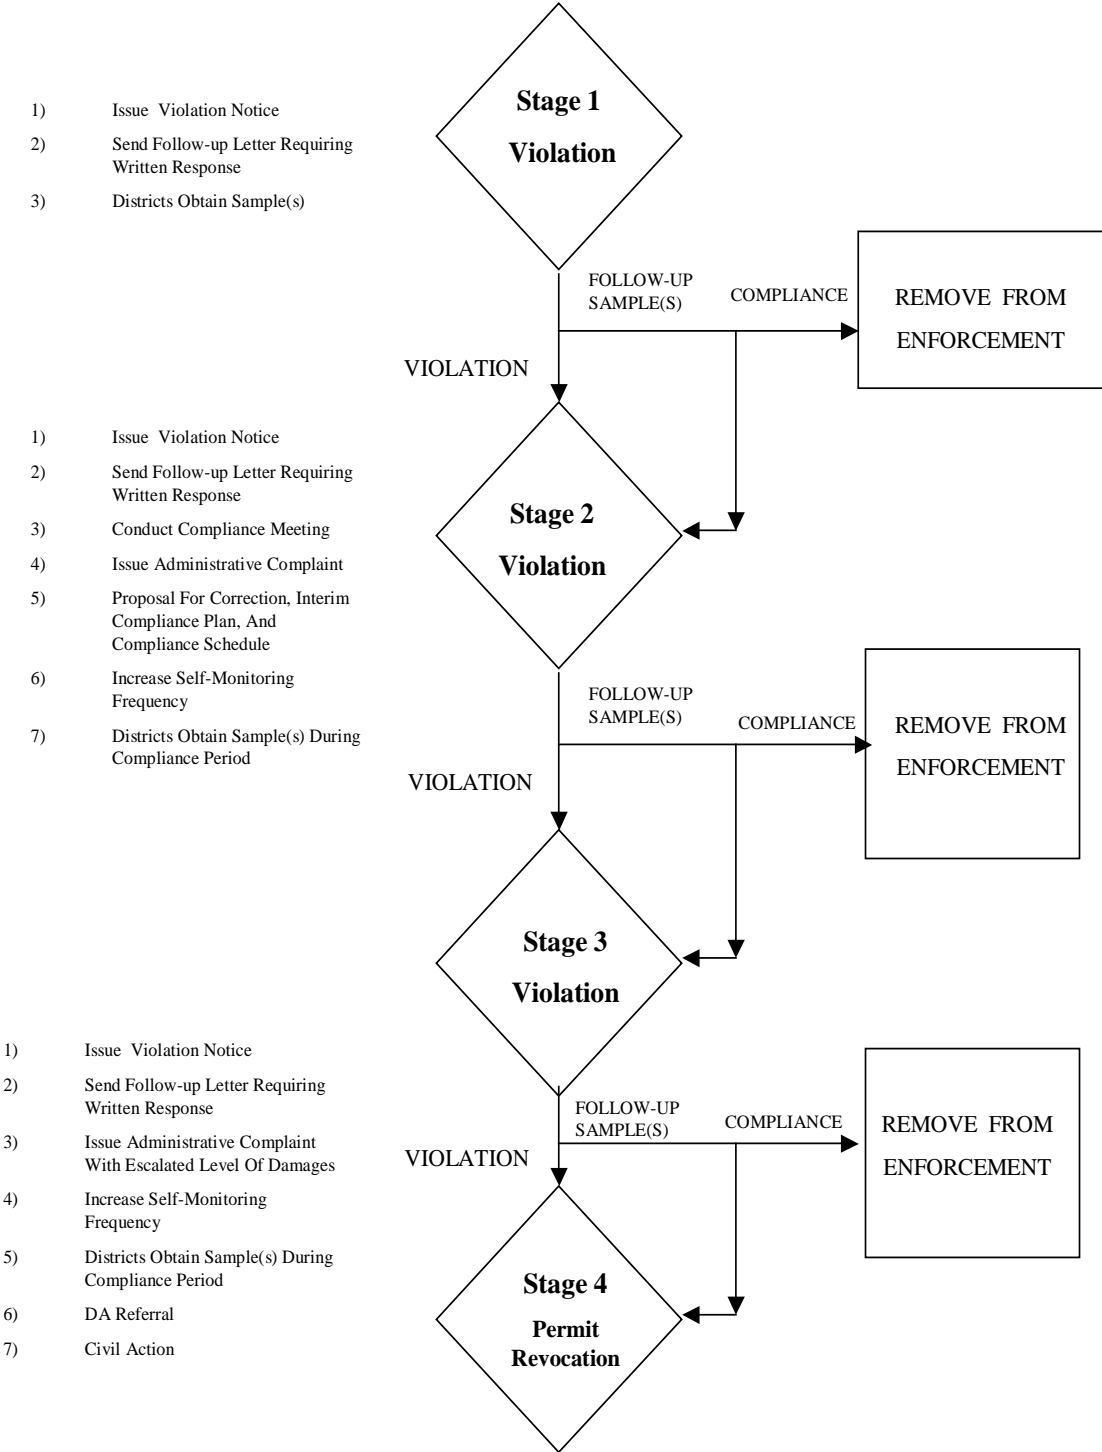 Stage 1
Violation
1) Issue Violation Notice
2) Send Follow-up Letter Requiring
Written Response
3) Districts Obtain Sample(s)
FOLLOW-UP
SAMPLE(S)
COMPLIANCE
REMOVE FROM
ENFORCEMENT
VIOLATION
1) Issue Violation Notice
2) Send Follow-up Letter Requiring
Written Response
3) Conduct Compliance Meeting
4) Issue Administrative Complaint
5) Proposal For Correction, Interim
Compliance Plan, And
Compliance Schedule
6) Increase Self-Monitoring
Frequency
7) Districts Obtain Sample(s) During
Compliance Period
Stage 2
Violation
FOLLOW-UP
SAMPLE(S)
COMPLIANCE
REMOVE FROM
ENFORCEMENT
VIOLATION
Stage 3
Violation
1) Issue Violation Notice
2) Send Follow-up Letter Requiring
Written Response
3) Issue Administrative Complaint
With Escalated Level Of Damages
4) Increase Self-Monitoring
Frequency
5) Districts Obtain Sample(s) During
Compliance Period
6) DA Referral
7) Civil Action
FOLLOW-UP
SAMPLE(S)
COMPLIANCE
REMOVE FROM
ENFORCEMENT
VIOLATION
Stage 4
Permit
Revocation